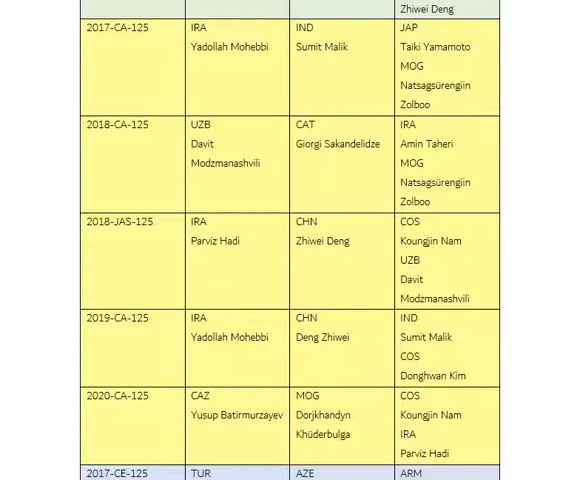 Zhiwei Deng
2017-CA-125 IRA IND JAP
Yadollah Mohebbi Sumit Malik Taiki Yamamoto
MOG
Natsagsürengiin
Zolboo
2018-CA-125 UZB CAT IRA
Davit Giorgi Sakandelidze Amin Taheri
Modzmanashvili MOG
Natsagsürengiin
Zolboo
2018-JAS-125 IRA CHN COS
Parviz Hadi Zhiwei Deng Koungjin Nam
UZB
Davit
Modzmanashvili
2019-CA-125 IRA CHN IND
Yadollah Mohebbi Deng Zhiwei Sumit Malik
COS
Donghwan Kim
2020-CA-125 CAZ MOG COS
Yusup Batirmurzayev Dorjkhandyn Koungjin Nam
Khüderbulga IRA
Parviz Hadi
2017-CE-125 TUR AZE ARM